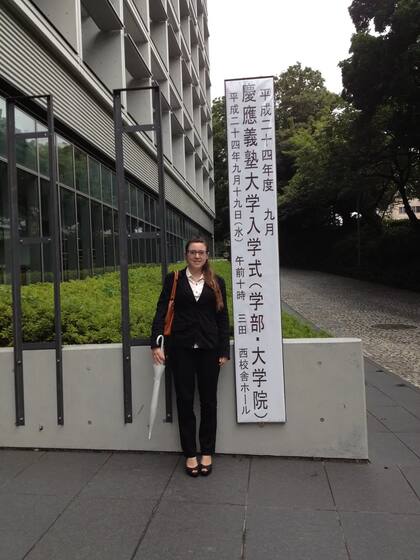 平成二十四年度 九月
慶應義塾大学入学式(学部・大学院)
平成二十四年九月十九日(水) 午前十時 三田 西校舎ホール